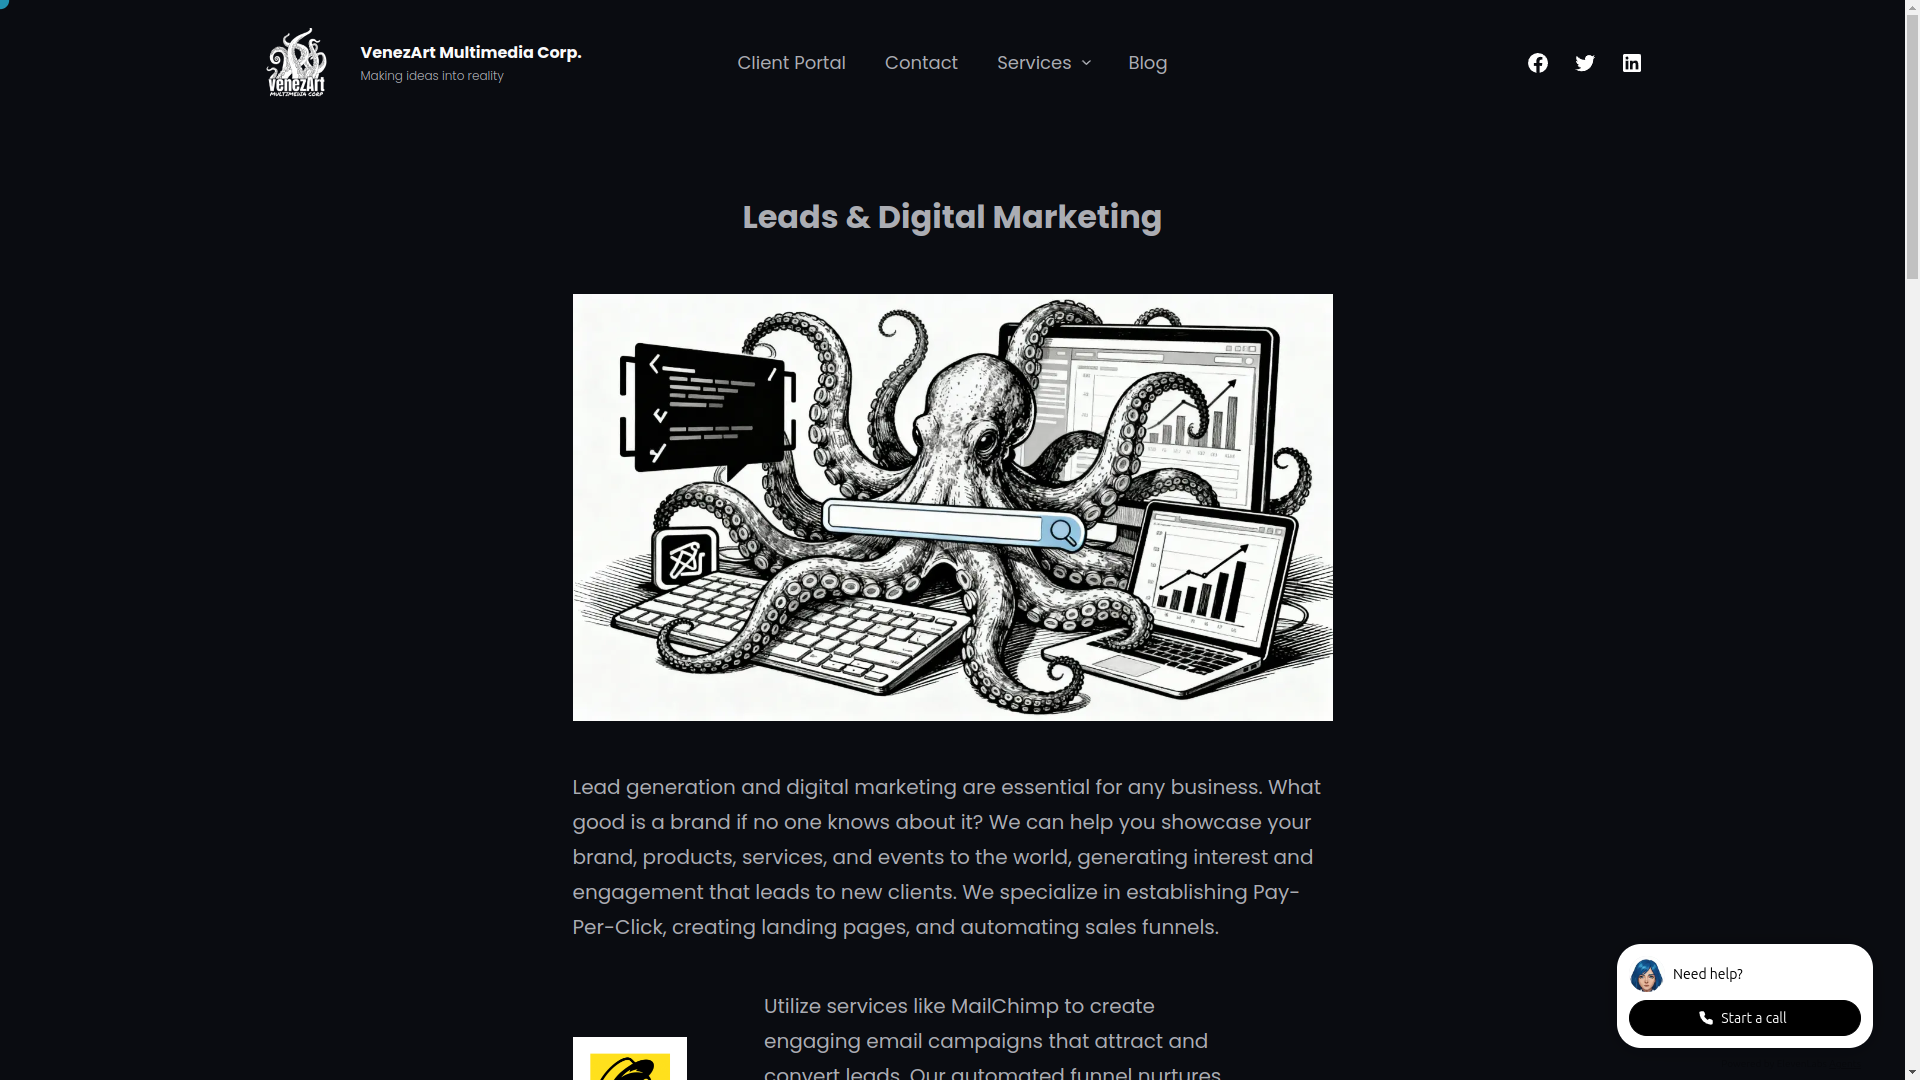 venezArt
MULTIMEDIA CORP
VenezArt Multimedia Corp.
Making ideas into reality
Client Portal
Contact
Services
Blog
Leads & Digital Marketing
Lead generation and digital marketing are essential for any business. What
good is a brand if no one knows about it? We can help you showcase your
brand, products, services, and events to the world, generating interest and
engagement that leads to new clients. We specialize in establishing Pay-
Per-Click, creating landing pages, and automating sales funnels.
Utilize services like MailChimp to create
engaging email campaigns that attract and
convert leads. Our automated funnel nurtures
Need help?
Start a call